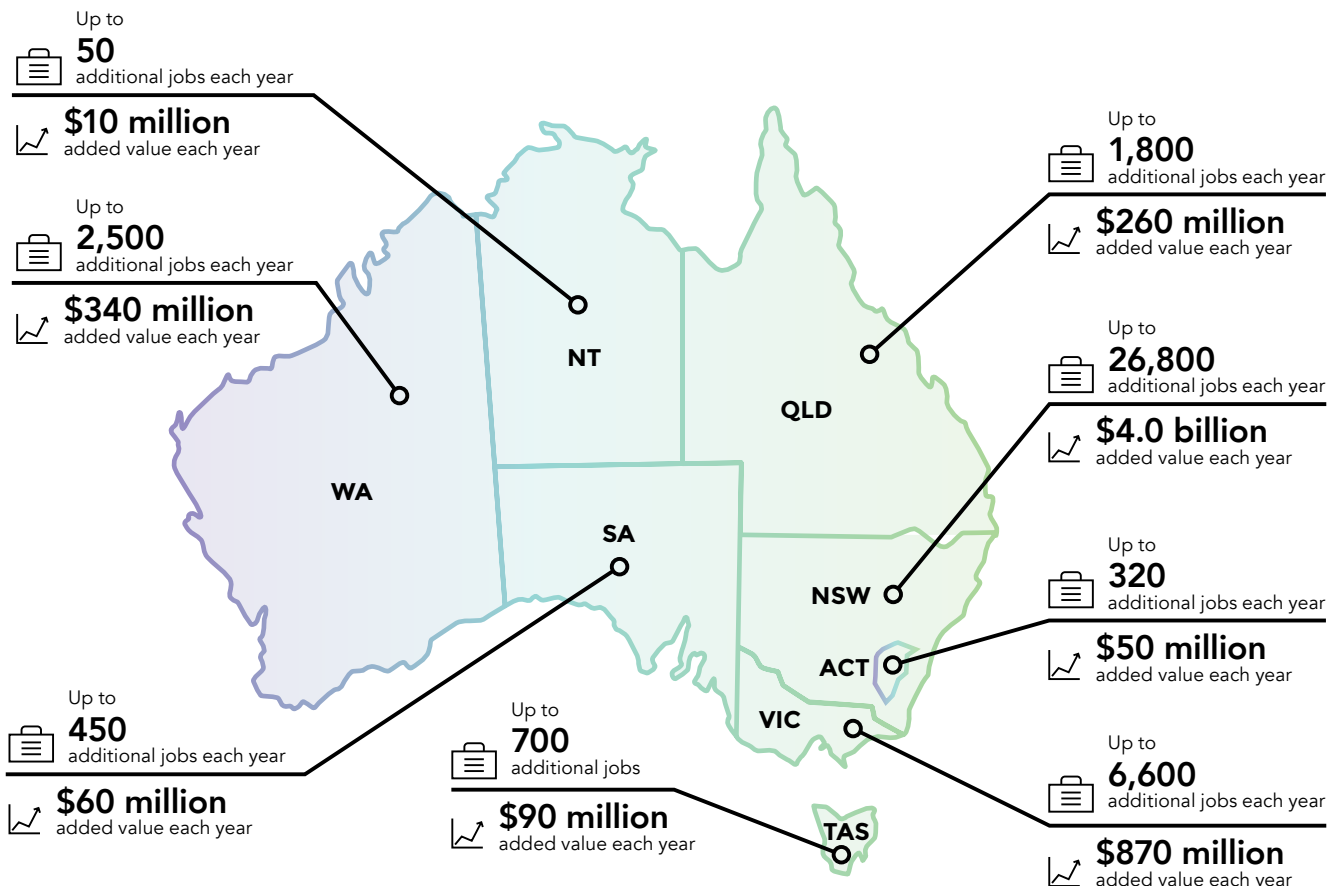 Up to
50
additional jobs each year
$10 million
added value each year
Up to
2,500
additional jobs each year
$340 million
added value each year
Up to
1,800
additional jobs each year
$260 million
added value each year
Up to
26,800
additional jobs each year
$4.0 billion
added value each year
NT
QLD
WA
SA
NSW
ACT
VIC
TAS
Up to
320
additional jobs each year
$50 million
added value each year
Up to
450
additional jobs each year
$60 million
added value each year
Up to
700
additional jobs
$90 million
added value each year
Up to
6,600
additional jobs each year
$870 million
added value each year